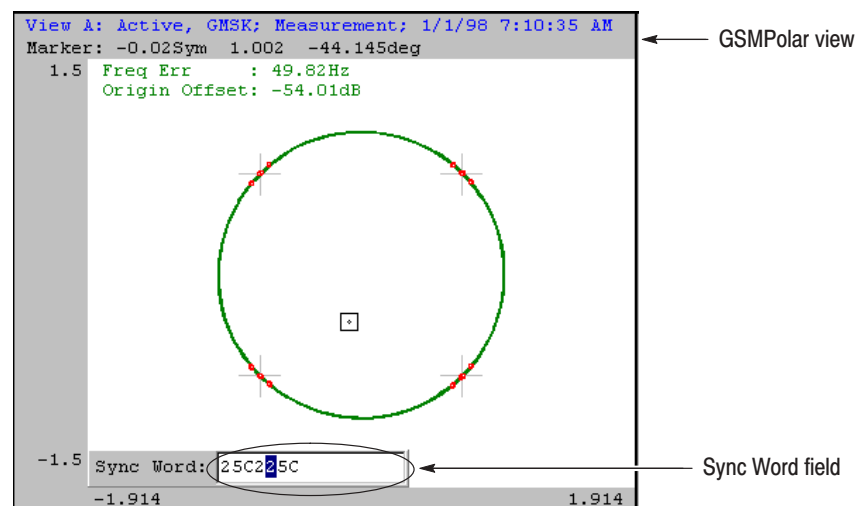 View A: Active, GMSK; Measurement; 1/1/98 7:10:35 AM
Marker: -0.02Sym 1.002 -44.145deg
GSMPolar view
1.5
Freq Err : 49.82Hz
Origin Offset: -54.01dB
-1.5
Sync Word: 25C225C
Sync Word field
-1.914
1.914